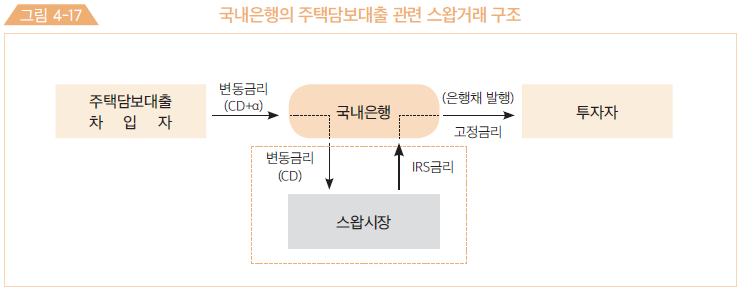 그림 4-17
국내은행의 주택담보대출 관련 스왑거래 구조
주택담보대출
차 입 자
변동금리
(CD+α)
국내은행
(은행채 발행)
고정금리
투자자
변동금리
(CD)
IRS금리
스왑시장